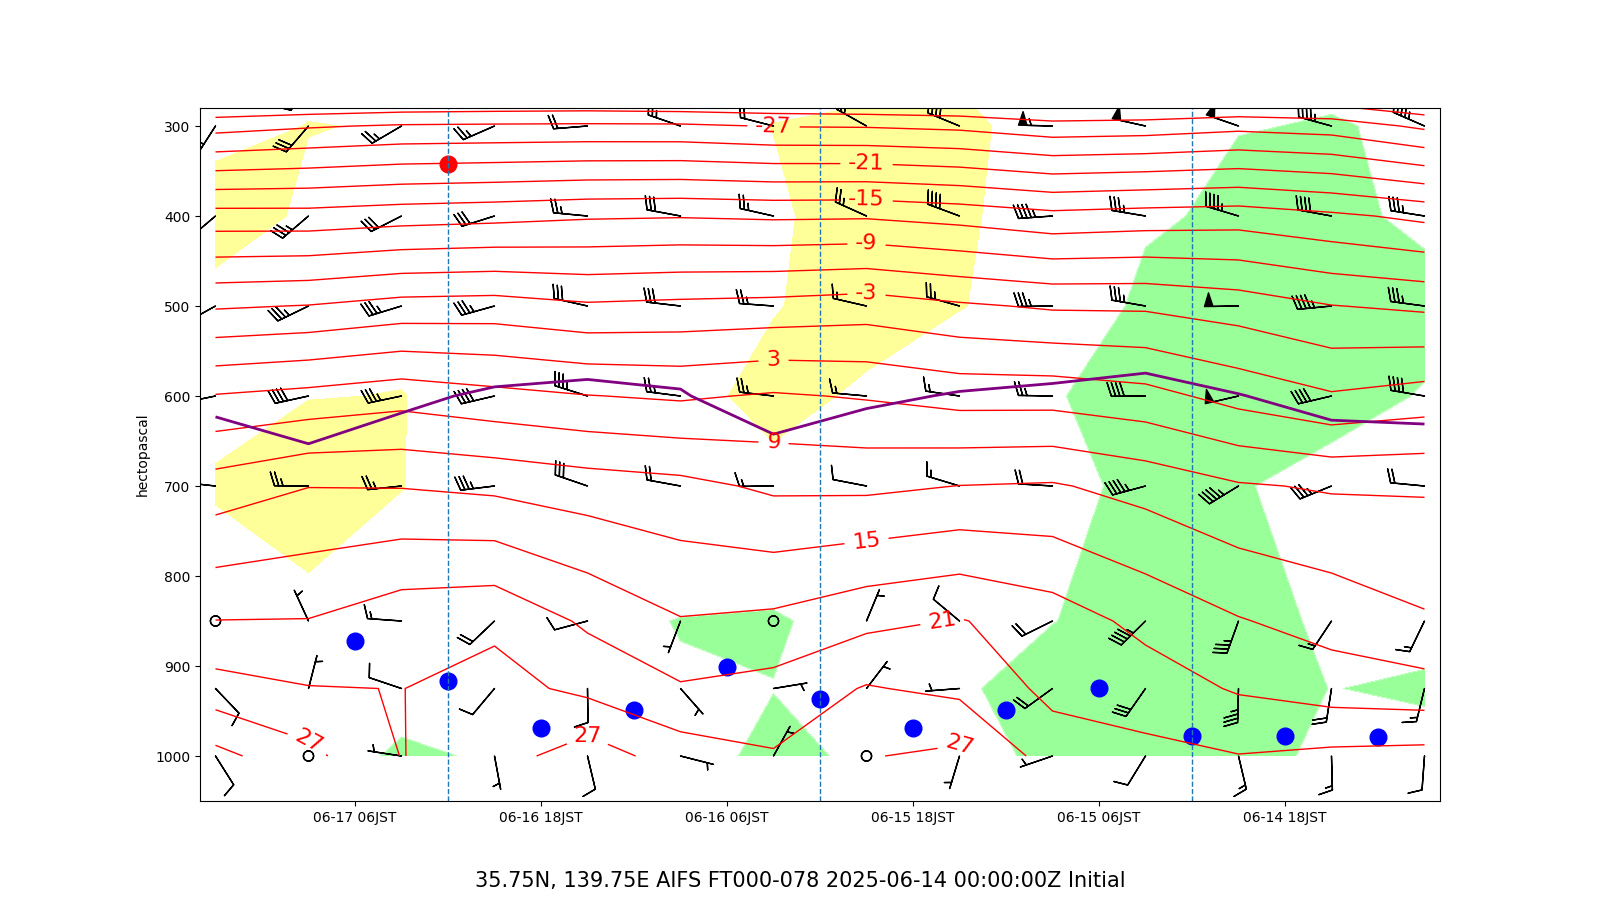 300
400
500
600
700
800
900
1000
hectopascal
-27
-21
-15
-9
-3
3
9
15
21
27
27
27
06-17 06JST
06-16 18JST
06-16 06JST
06-15 18JST
06-15 06JST
06-14 18JST
35.75N, 139.75E AIFS FT000-078 2025-06-14 00:00:00Z Initial